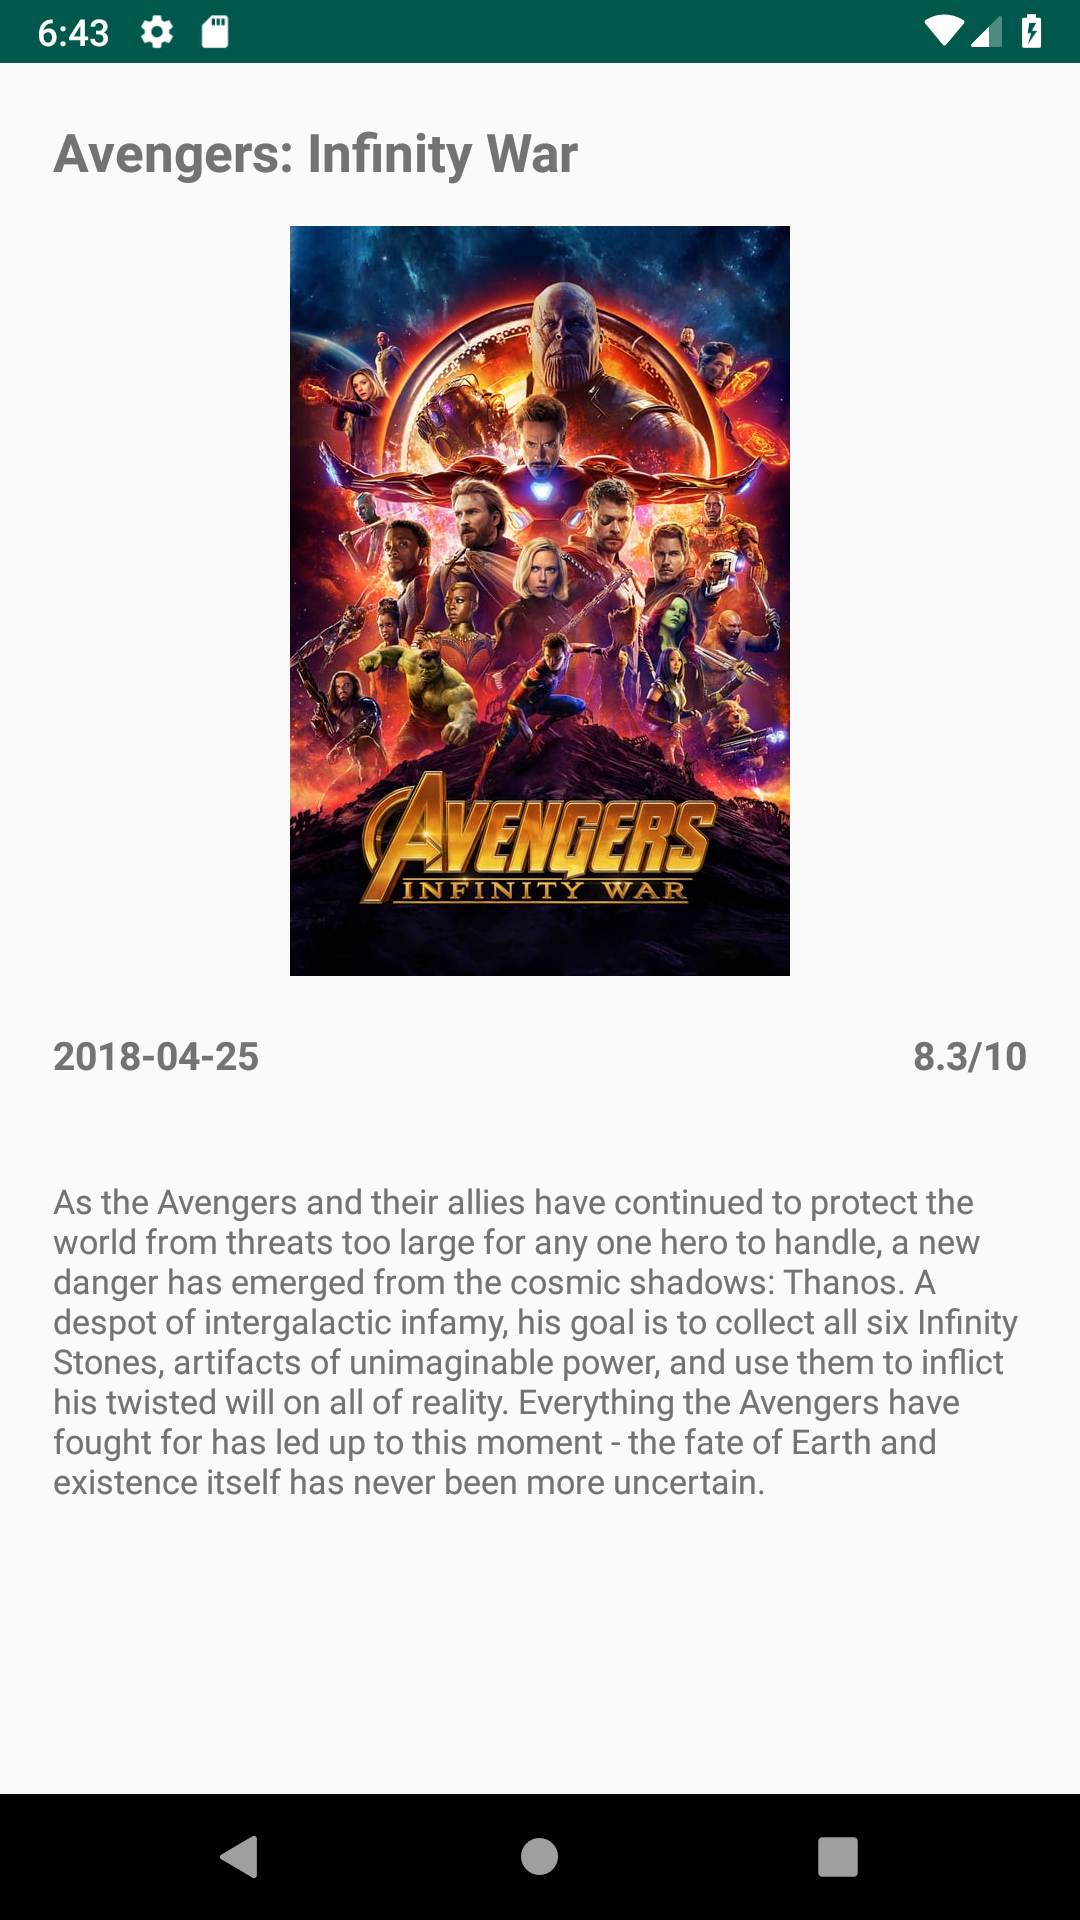 6:43
Avengers: Infinity War
AVENGERS
INFINITY WAR
2018-04-25
8.3/10
As the Avengers and their allies have continued to protect the
world from threats too large for any one hero to handle, a new
danger has emerged from the cosmic shadows: Thanos. A
despot of intergalactic infamy, his goal is to collect all six Infinity
Stones, artifacts of unimaginable power, and use them to inflict
his twisted will on all of reality. Everything the Avengers have
fought for has led up to this moment - the fate of Earth and
existence itself has never been more uncertain.